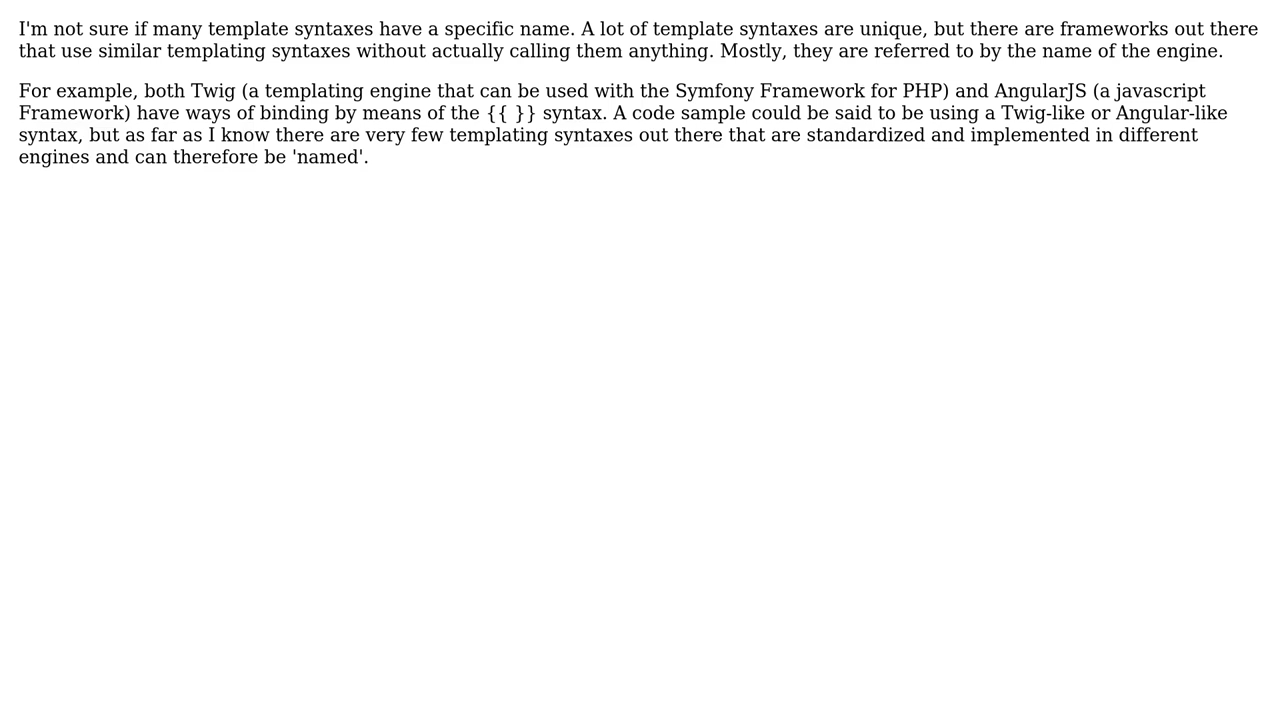 I'm not sure if many template syntaxes have a specific name. A lot of template syntaxes are unique, but there are frameworks out there
that use similar templating syntaxes without actually calling them anything. Mostly, they are referred to by the name of the engine.
For example, both Twig (a templating engine that can be used with the Symfony Framework for PHP) and AngularJS (a javascript
Framework) have ways of binding by means of the {{ }} syntax. A code sample could be said to be using a Twig-like or Angular-like
syntax, but as far as I know there are very few templating syntaxes out there that are standardized and implemented in different
engines and can therefore be 'named'.